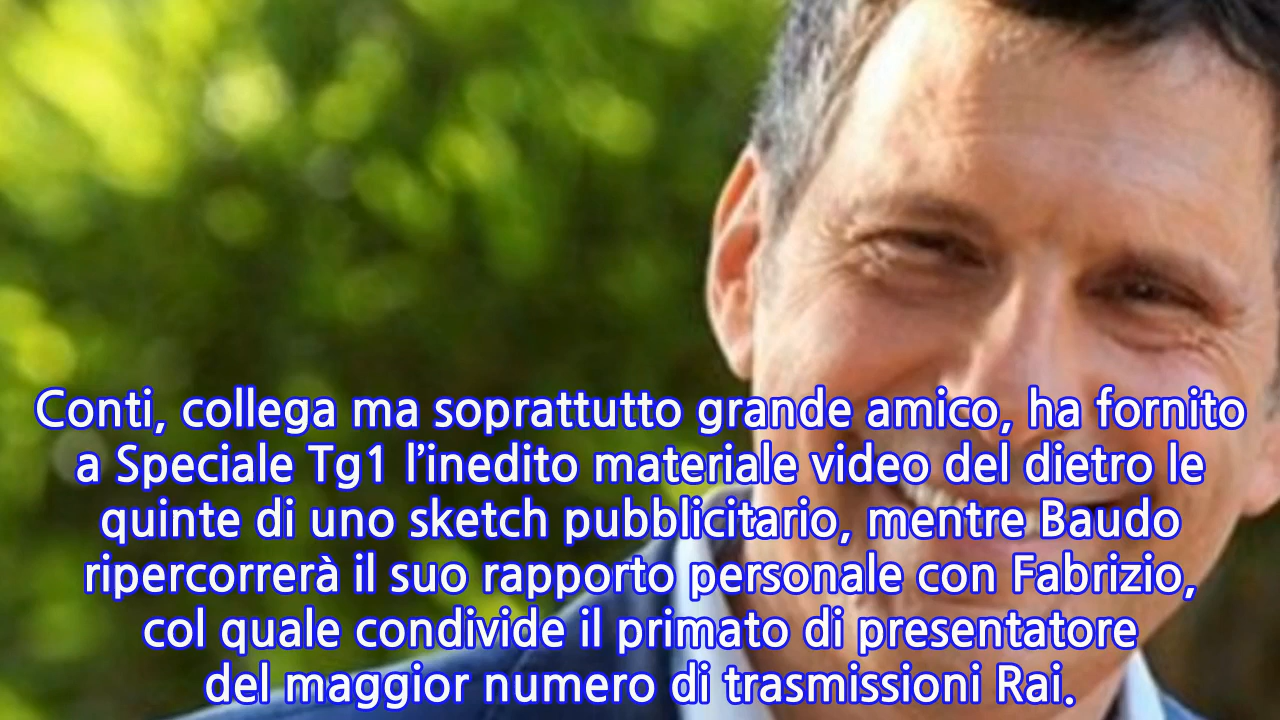 Conti, collega ma soprattutto grande amico, ha fornito
a Speciale Tg1 l’inedito materiale video del dietro le
quinte di uno sketch pubblicitario, mentre Baudo
ripercorrerà il suo rapporto personale con Fabrizio,
col quale condivide il primato di presentatore
del maggior numero di trasmissioni Rai.